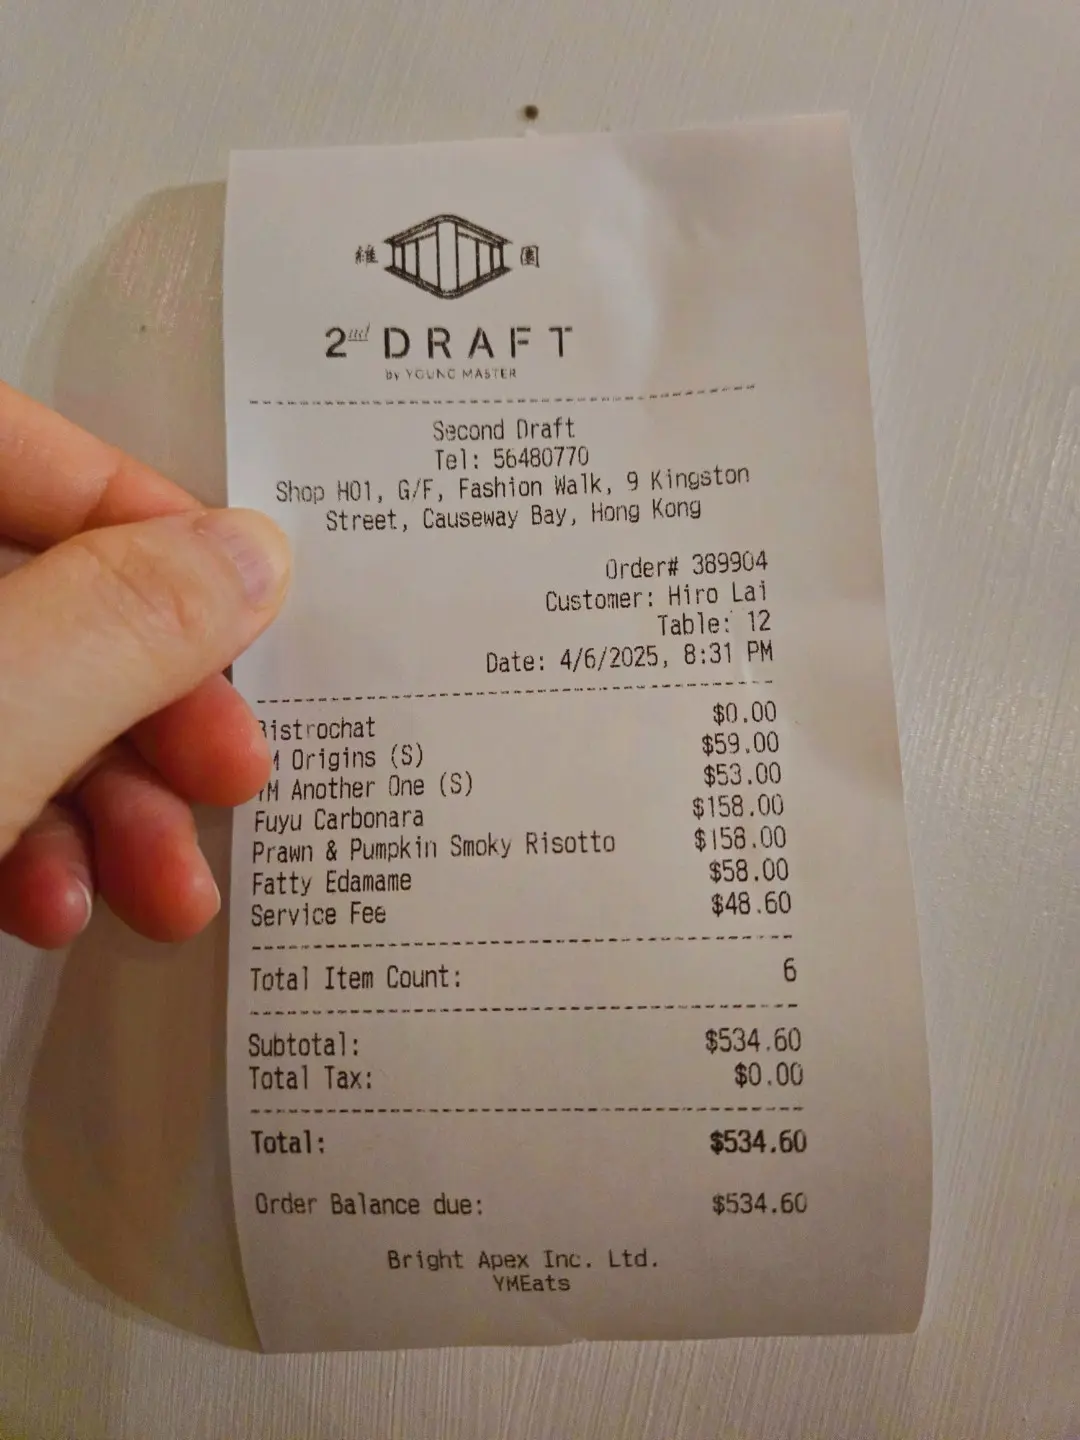 維 園
2nd DRAFT
by YOUNG MASTER
Second Draft
Tel: 56480770
Shop H01, G/F, Fashion Walk, 9 Kingston
Street, Causeway Bay, Hong Kong
Order# 389904
Customer: Hiro Lai
Table: 12
Date: 4/6/2025, 8:31 PM
Bistrochat $0.00
YM Origins (S) $59.00
YM Another One (S) $53.00
Fuyu Carbonara $158.00
Prawn & Pumpkin Smoky Risotto $158.00
Fatty Edamame $58.00
Service Fee $48.60
Total Item Count: 6
Subtotal: $534.60
Total Tax: $0.00
Total: $534.60
Order Balance due: $534.60
Bright Apex Inc. Ltd.
YMEats